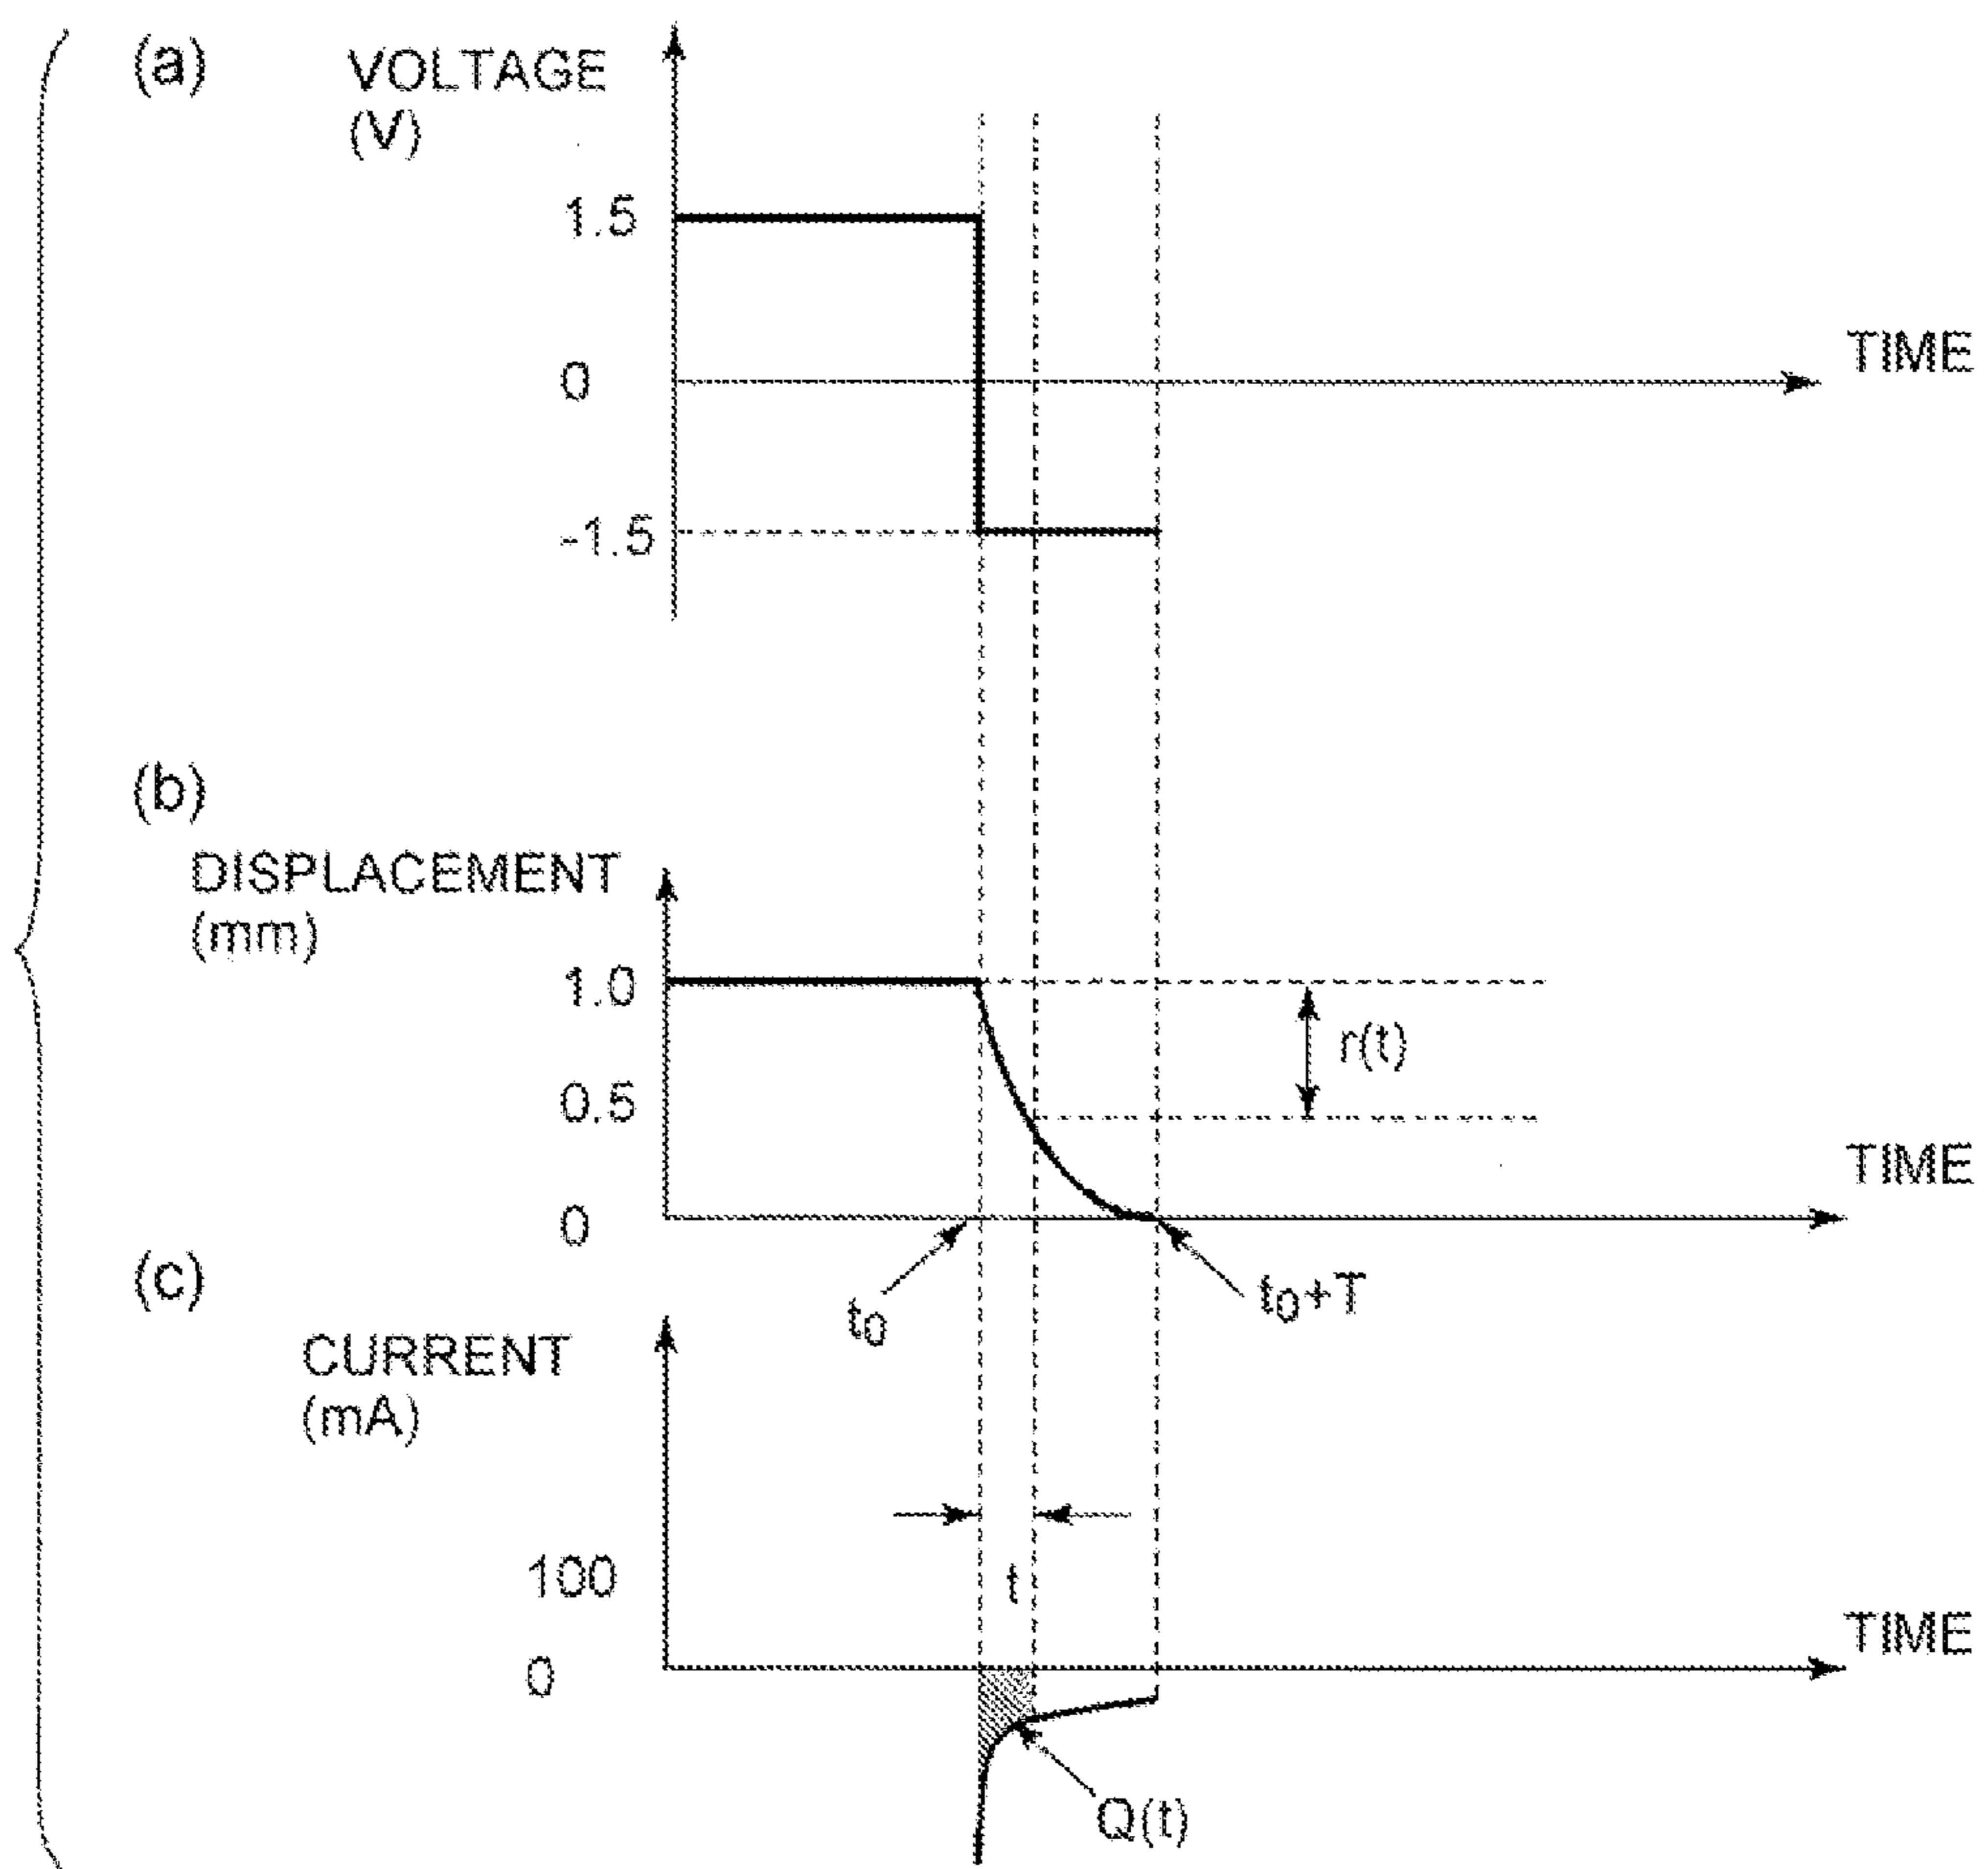 (a)
VOLTAGE
(V)
1.5
0
-1.5
TIME
(b)
DISPLACEMENT
(mm)
1.0
0.5
0
r(t)
TIME
t0
t0+T
(c)
CURRENT
(mA)
100
0
t
TIME
Q(t)